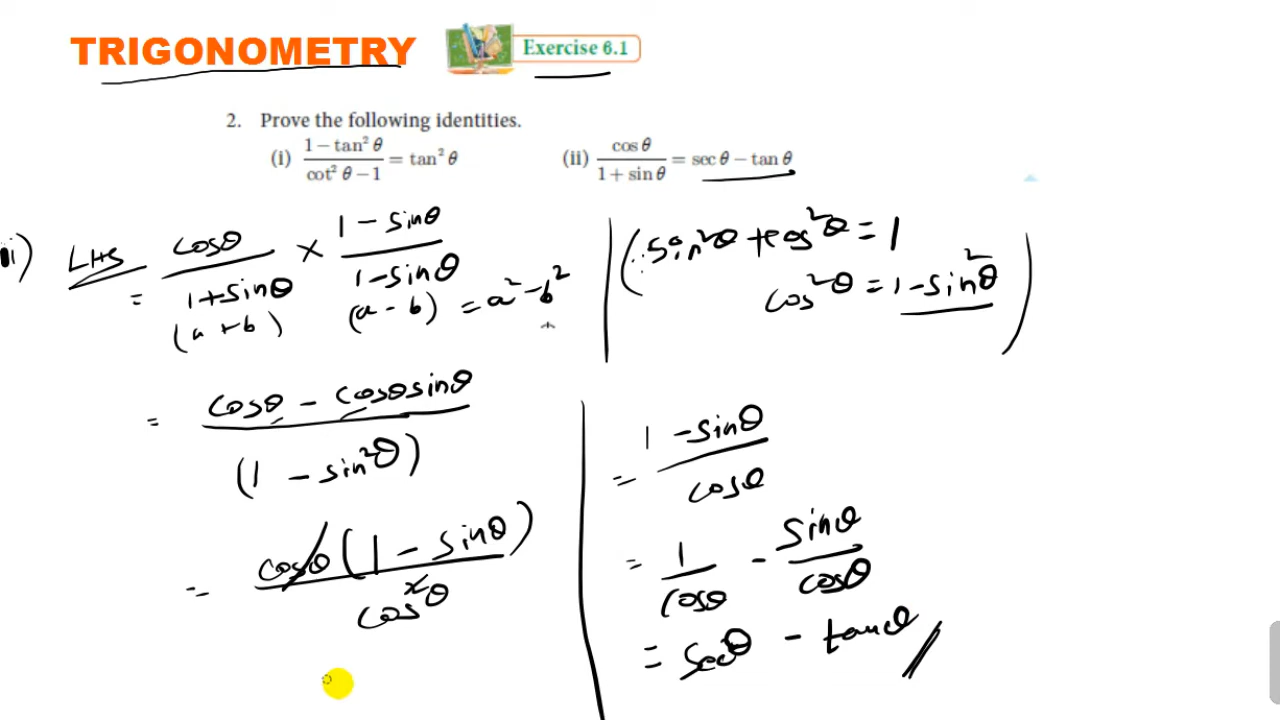 TRIGONOMETRY Exercise 6.1
2. Prove the following identities.
(i) (1 − tan² θ)/(cot² θ − 1) = tan² θ (ii) cos θ/(1 + sin θ) = sec θ − tan θ
ii) LHS = cosθ/(1+sinθ) × (1 − sinθ)/(1 − sinθ)
(a + b) (a − b) = a² − b²
= (cosθ − cosθsinθ)/(1 − sin²θ)
= cosθ(1 − sinθ)/cos²θ
(∵ sin²θ + cos²θ = 1
cos²θ = 1 − sin²θ)
= (1 − sinθ)/cosθ
= 1/cosθ − sinθ/cosθ
= secθ − tanθ //